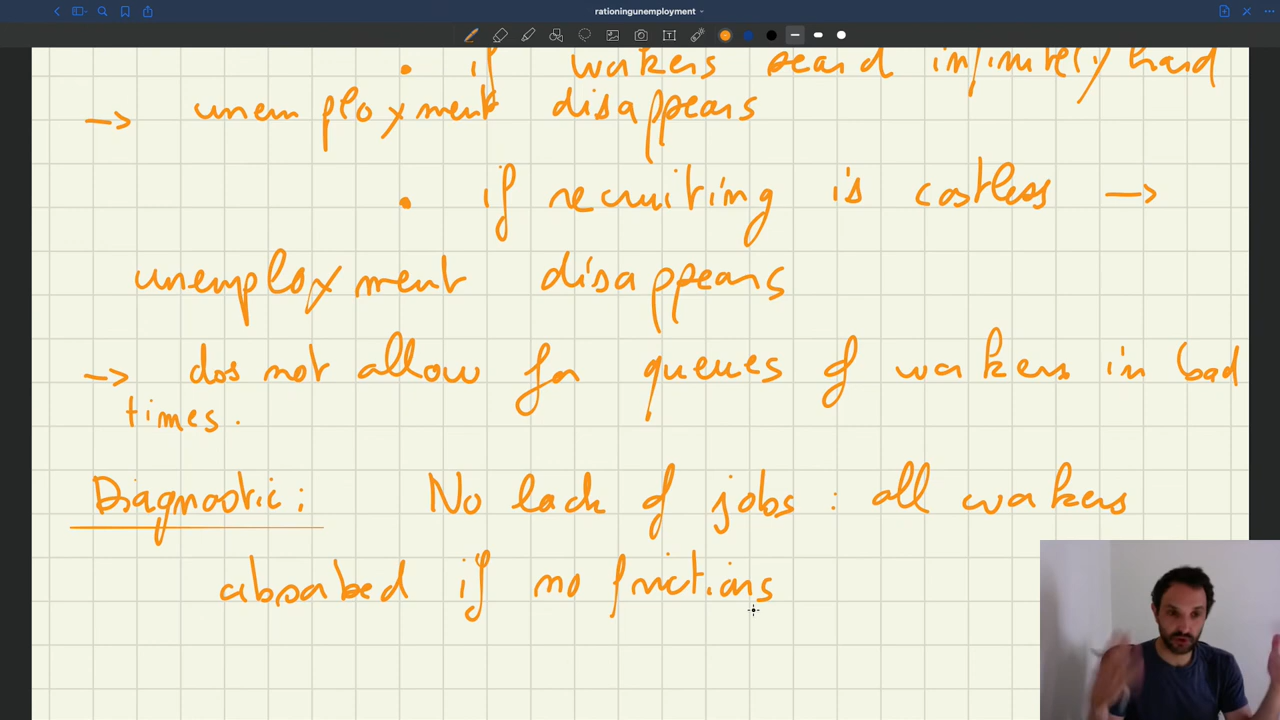 rationingunemployment
• if workers search infinitely hard
→ unemployment disappears
• if recruiting is costless →
unemployment disappears
→ dos not allow for queues of workers in bad
times.
Diagnostic: No lack of jobs: all workers
absorbed if no frictions